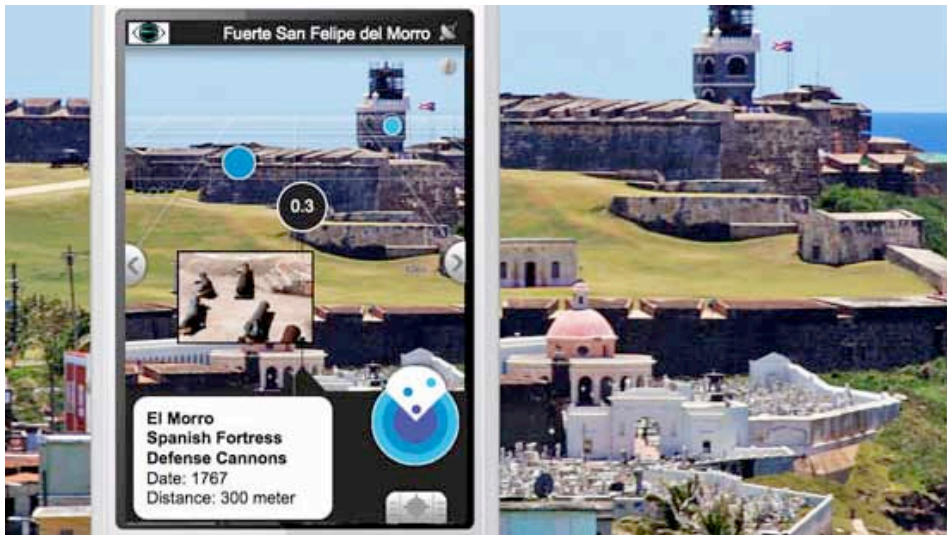 Fuerte San Felipe del Morro
0.3
El Morro
Spanish Fortress
Defense Cannons
Date: 1767
Distance: 300 meter